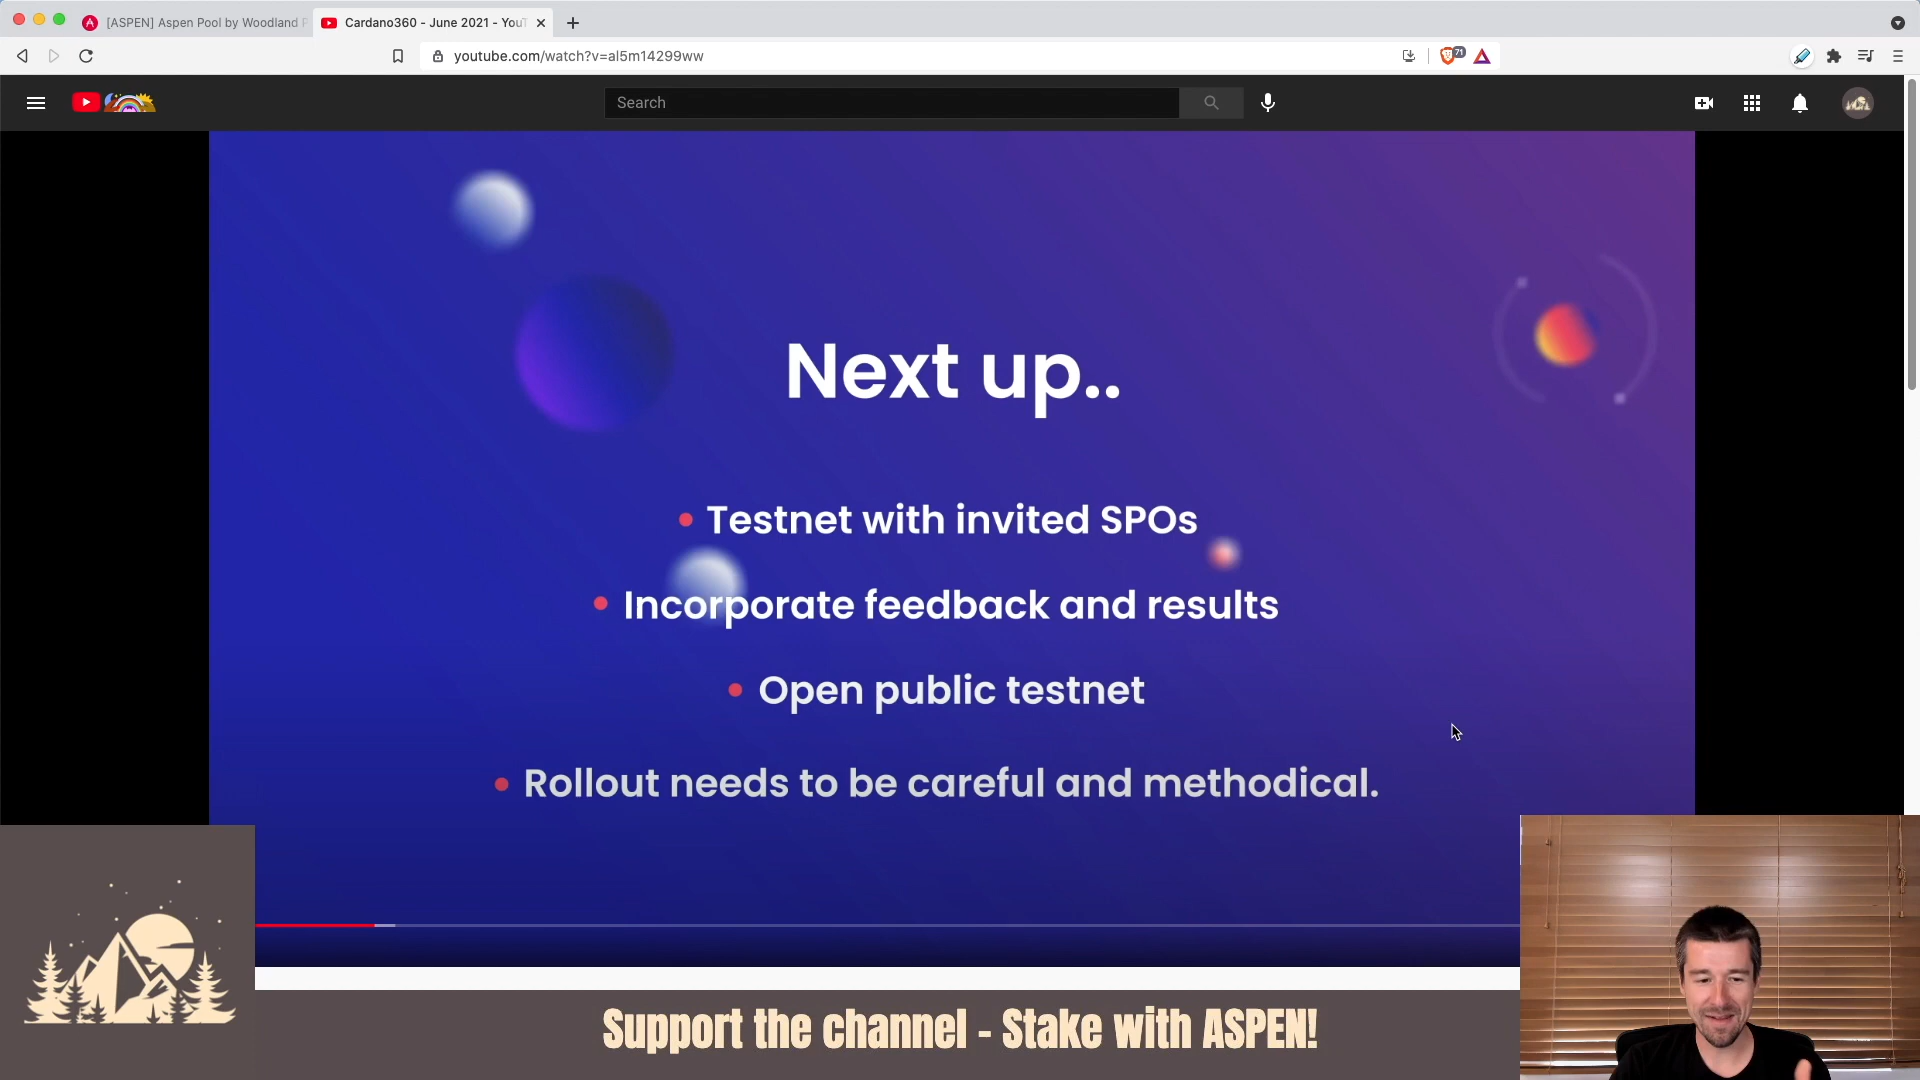 [ASPEN] Aspen Pool by Woodland P
Cardano360 - June 2021 - YouT
youtube.com/watch?v=al5m14299ww
71
Search
Next up..
Testnet with invited SPOs
Incorporate feedback and results
Open public testnet
Rollout needs to be careful and methodical.
Support the channel - Stake with ASPEN!